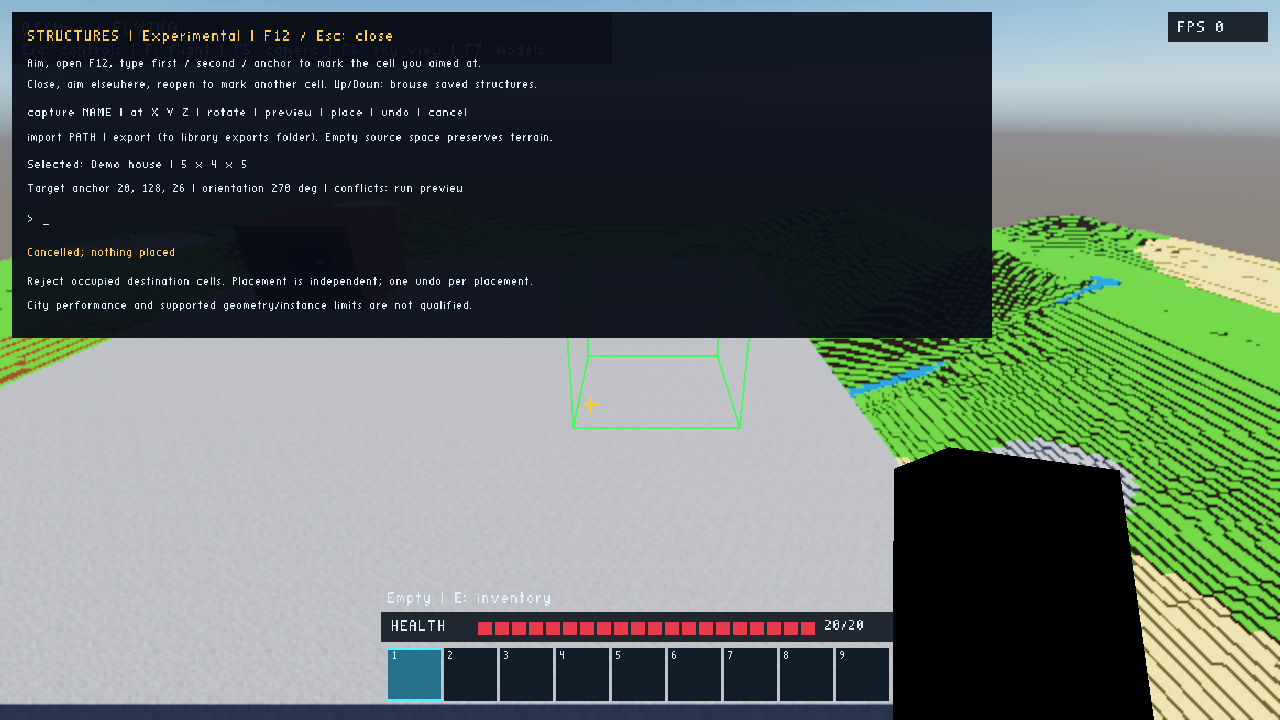 STRUCTURES | Experimental | F12 / Esc: close
FPS 0
Aim, open F12, type first / second / anchor to mark the cell you aimed at.
Close, aim elsewhere, reopen to mark another cell. Up/Down: browse saved structures.
capture NAME | at X Y Z | rotate | preview | place | undo | cancel
import PATH | export (to library exports folder). Empty source space preserves terrain.
Selected: Demo house | 5 x 4 x 5
Target anchor 20, 128, 26 | orientation 270 deg | conflicts: run preview
> _
Cancelled; nothing placed
Reject occupied destination cells. Placement is independent; one undo per placement.
City performance and supported geometry/instance limits are not qualified.
Empty | E: inventory
HEALTH 20/20
1 2 3 4 5 6 7 8 9